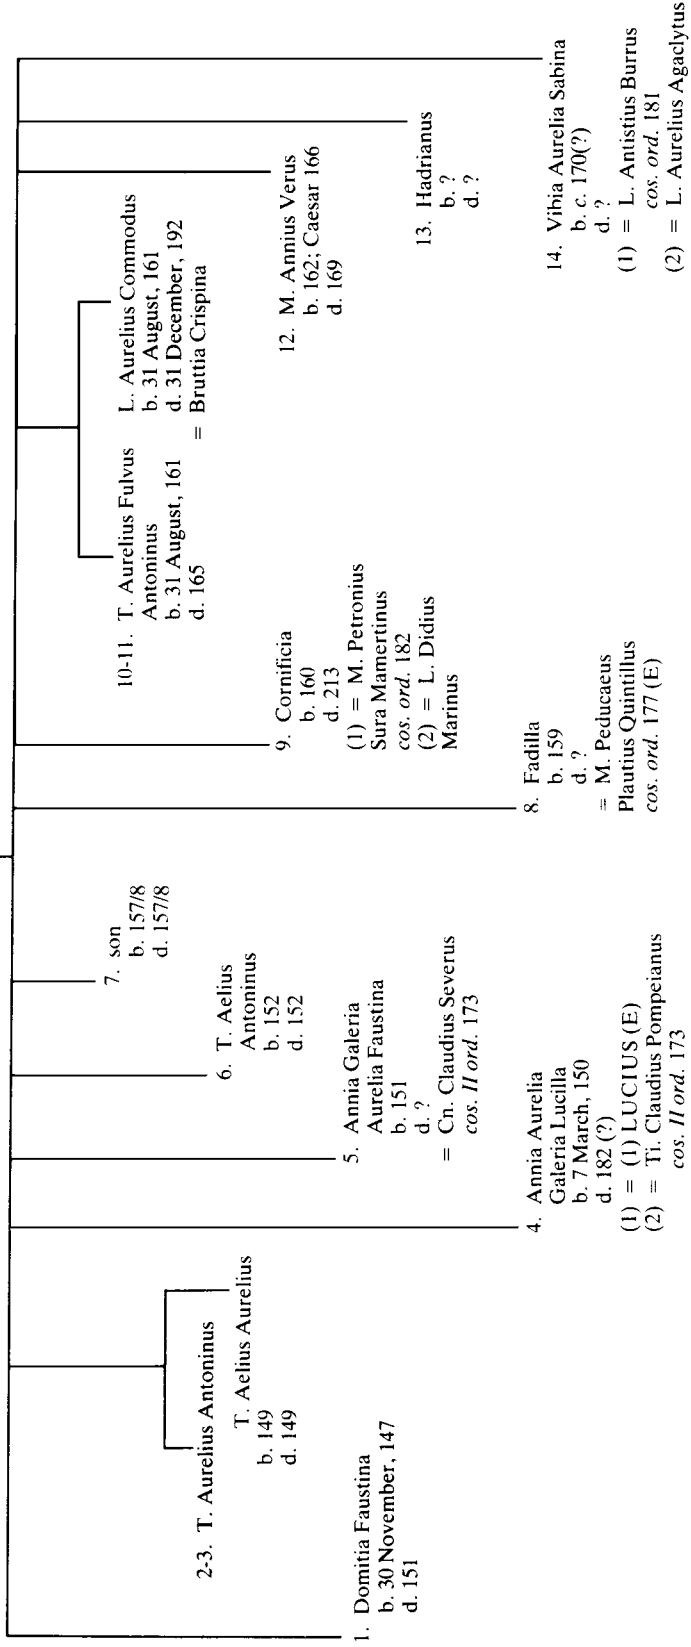 1. Domitia Faustina
b. 30 November, 147
d. 151
2-3. T. Aurelius Antoninus
T. Aelius Aurelius
b. 149
d. 149
4. Annia Aurelia
Galeria Lucilla
b. 7 March, 150
d. 182 (?)
(1) = (1) LUCIUS (E)
(2) = Ti. Claudius Pompeianus
cos. II ord. 173
5. Annia Galeria
Aurelia Faustina
b. 151
d. ?
= Cn. Claudius Severus
cos. II ord. 173
6. T. Aelius
Antoninus
b. 152
d. 152
7. son
b. 157/8
d. 157/8
8. Fadilla
b. 159
d. ?
= M. Peducaeus
Plautius Quintillus
cos. ord. 177 (E)
9. Cornificia
b. 160
d. 213
(1) = M. Petronius
Sura Mamertinus
cos. ord. 182
(2) = L. Didius
Marinus
10-11. T. Aurelius Fulvus
Antoninus
b. 31 August, 161
d. 165
L. Aurelius Commodus
b. 31 August, 161
d. 31 December, 192
= Bruttia Crispina
12. M. Annius Verus
b. 162; Caesar 166
d. 169
13. Hadrianus
b. ?
d. ?
14. Vibia Aurelia Sabina
b. c. 170(?)
d. ?
(1) = L. Antistius Burrus
cos. ord. 181
(2) = L. Aurelius Agaclytus